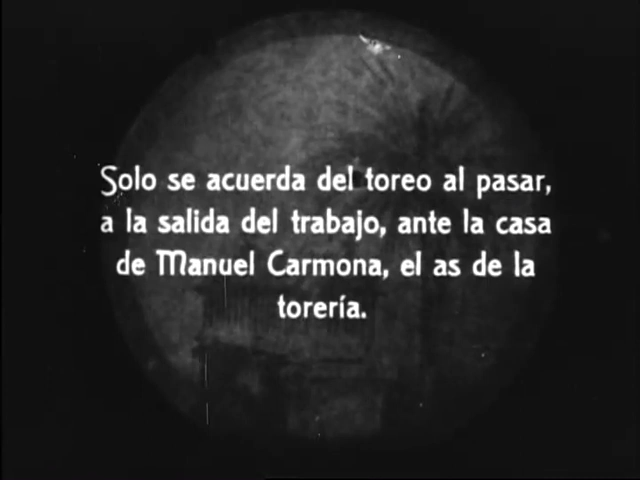 Solo se acuerda del toreo al pasar,
a la salida del trabajo, ante la casa
de Manuel Carmona, el as de la
torería.